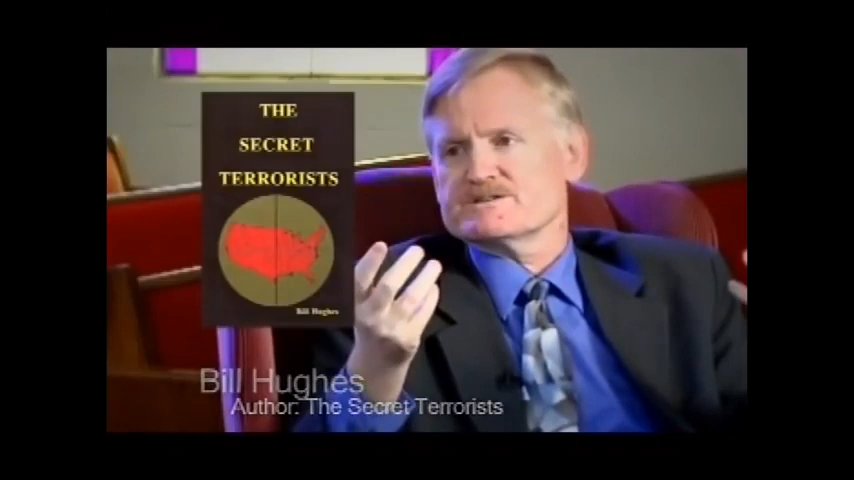 THE
SECRET
TERRORISTS
Bill Hughes
Bill Hughes
Author: The Secret Terrorists